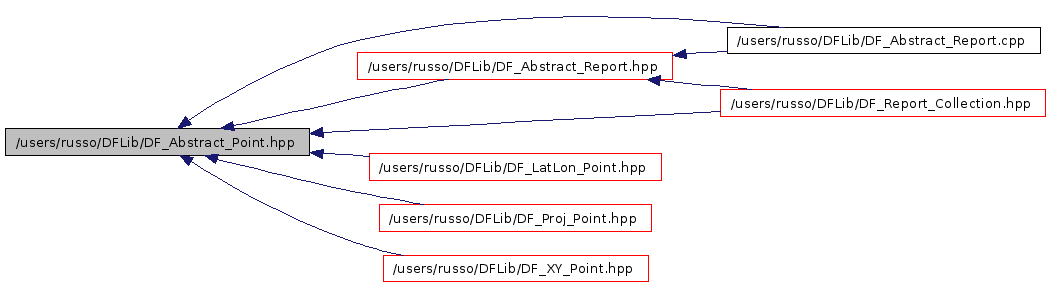 /users/russo/DFLib/DF_Abstract_Report.cpp
/users/russo/DFLib/DF_Abstract_Report.hpp
/users/russo/DFLib/DF_Report_Collection.hpp
/users/russo/DFLib/DF_Abstract_Point.hpp
/users/russo/DFLib/DF_LatLon_Point.hpp
/users/russo/DFLib/DF_Proj_Point.hpp
/users/russo/DFLib/DF_XY_Point.hpp